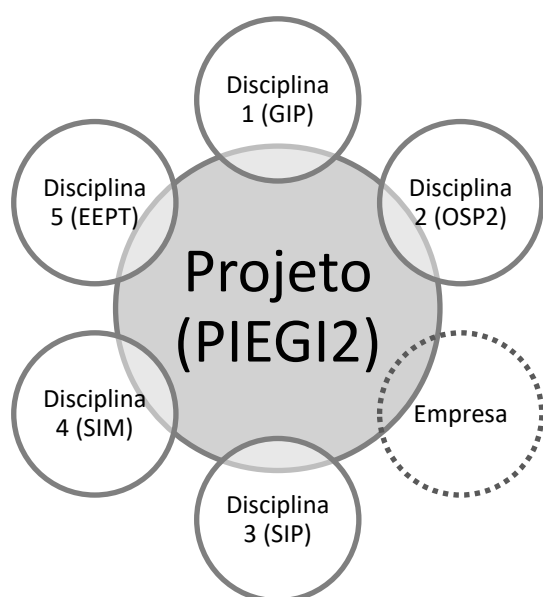 Disciplina
1 (GIP)
Disciplina
5 (EEPT)
Disciplina
2 (OSP2)
Projeto
(PIEGI2)
Disciplina
4 (SIM)
Empresa
Disciplina
3 (SIP)